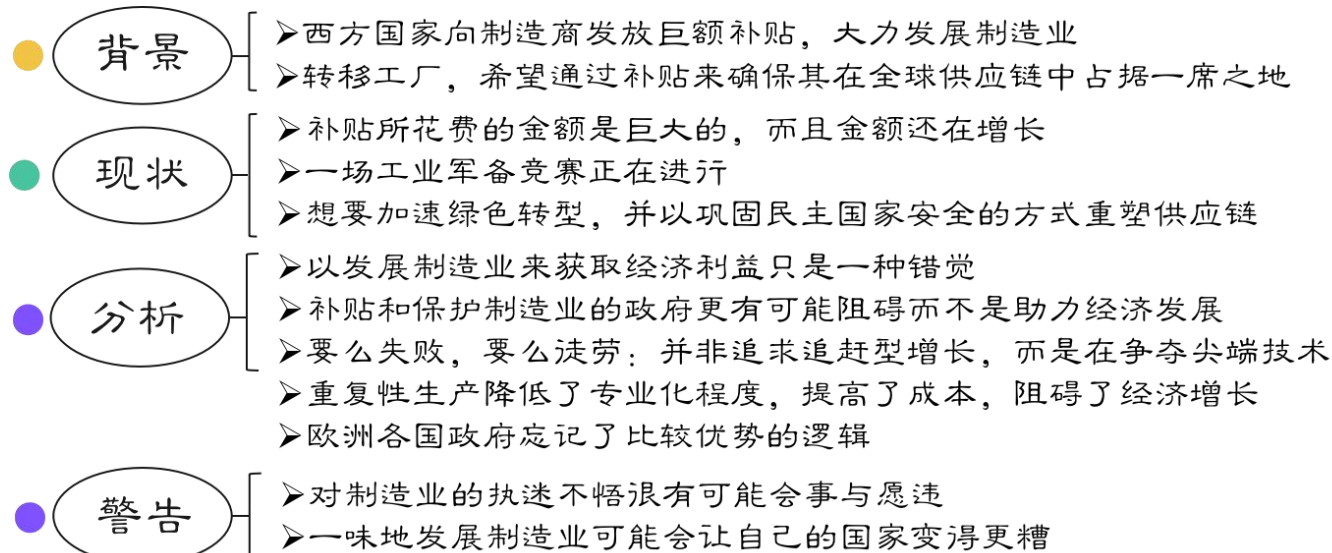 背景
➢西方国家向制造商发放巨额补贴，大力发展制造业
➢转移工厂，希望通过补贴来确保其在全球供应链中占据一席之地
现状
➢补贴所花费的金额是巨大的，而且金额还在增长
➢一场工业军备竞赛正在进行
➢想要加速绿色转型，并以巩固民主国家安全的方式重塑供应链
分析
➢以发展制造业来获取经济利益只是一种错觉
➢补贴和保护制造业的政府更有可能阻碍而不是助力经济发展
➢要么失败，要么徒劳：并非追求追赶型增长，而是在争夺尖端技术
➢重复性生产降低了专业化程度，提高了成本，阻碍了经济增长
➢欧洲各国政府忘记了比较优势的逻辑
警告
➢对制造业的执迷不悟很有可能会事与愿违
➢一味地发展制造业可能会让自己的国家变得更糟